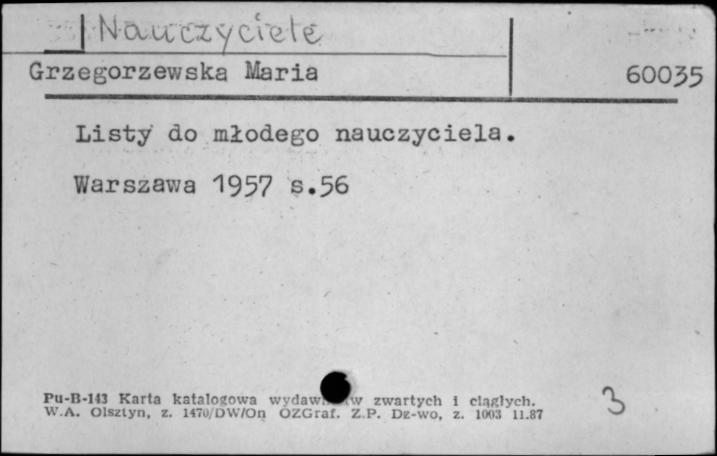 Nauczyciele
Grzegorzewska Maria 60035
Listy do młodego nauczyciela.
Warszawa 1957 s.56
Pu-B-143 Karta katalogowa zwartych i ciągłych.
W.A. Olsztyn, z. 1470/DW/On OZGraf. Z.P. Dz-wo, z. 1003 11.87
3